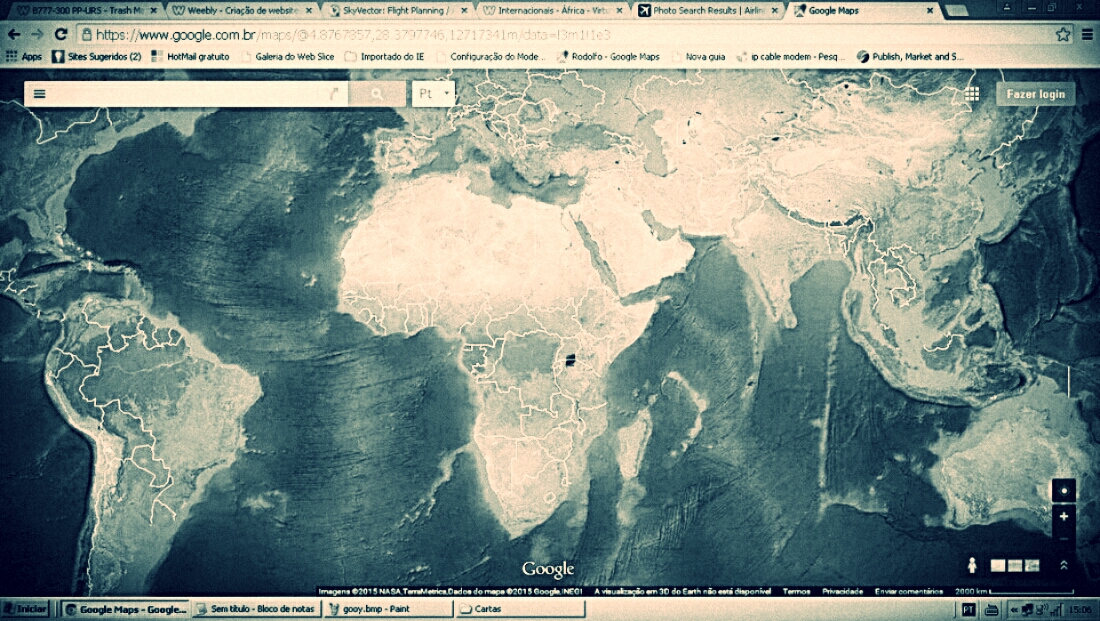 B777-300 PP-URS - Trash M
Weebly - Criação de website
SkyVector: Flight Planning /
Internacionais - África - Virtu
Photo Search Results | Airlin
Google Maps
https://www.google.com.br/maps/@4.8767857,28.3797746,12717341m/data=!3m1!1e3
Apps
Sites Sugeridos (2)
HotMail gratuito
Galeria do Web Slice
Importado do IE
Configuração do Mode...
Rodolfo - Google Maps
Nova guia
ip cable modem - Pesq...
Publish, Market and S...
Pt
Fazer login
Google
Imagens ©2015 NASA,TerraMetrics,Dados do mapa ©2015 Google,INEGI
A visualização em 3D do Earth não está disponível
Termos
Privacidade
Enviar comentários
2000 km
Iniciar
Google Maps - Google...
Sem título - Bloco de notas
gooy.bmp - Paint
Cartas
PT
15:06